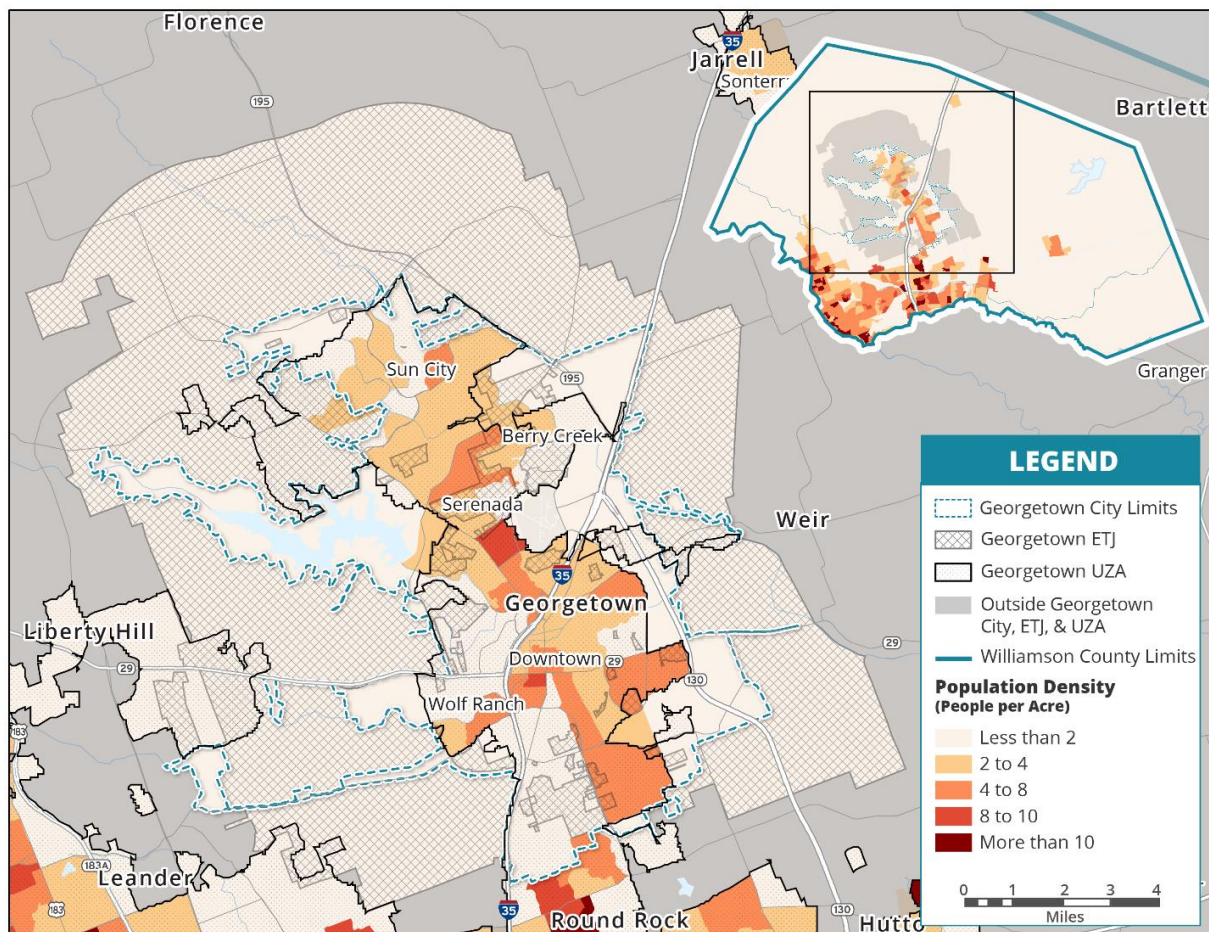 Florence
35
Jarrell
195
Bartlett
Granger
Sun City
195
Berry Creek
Serenada
Weir
35
Georgetown
Liberty Hill
29
Downtown
29
29
130
Wolf Ranch
183
183A
Leander
183
35
Round Rock
130
Hutto
LEGEND
Georgetown City Limits
Georgetown ETJ
Georgetown UZA
Outside Georgetown
City, ETJ, & UZA
Williamson County Limits
Population Density
(People per Acre)
Less than 2
2 to 4
4 to 8
8 to 10
More than 10
0 1 2 3 4
Miles